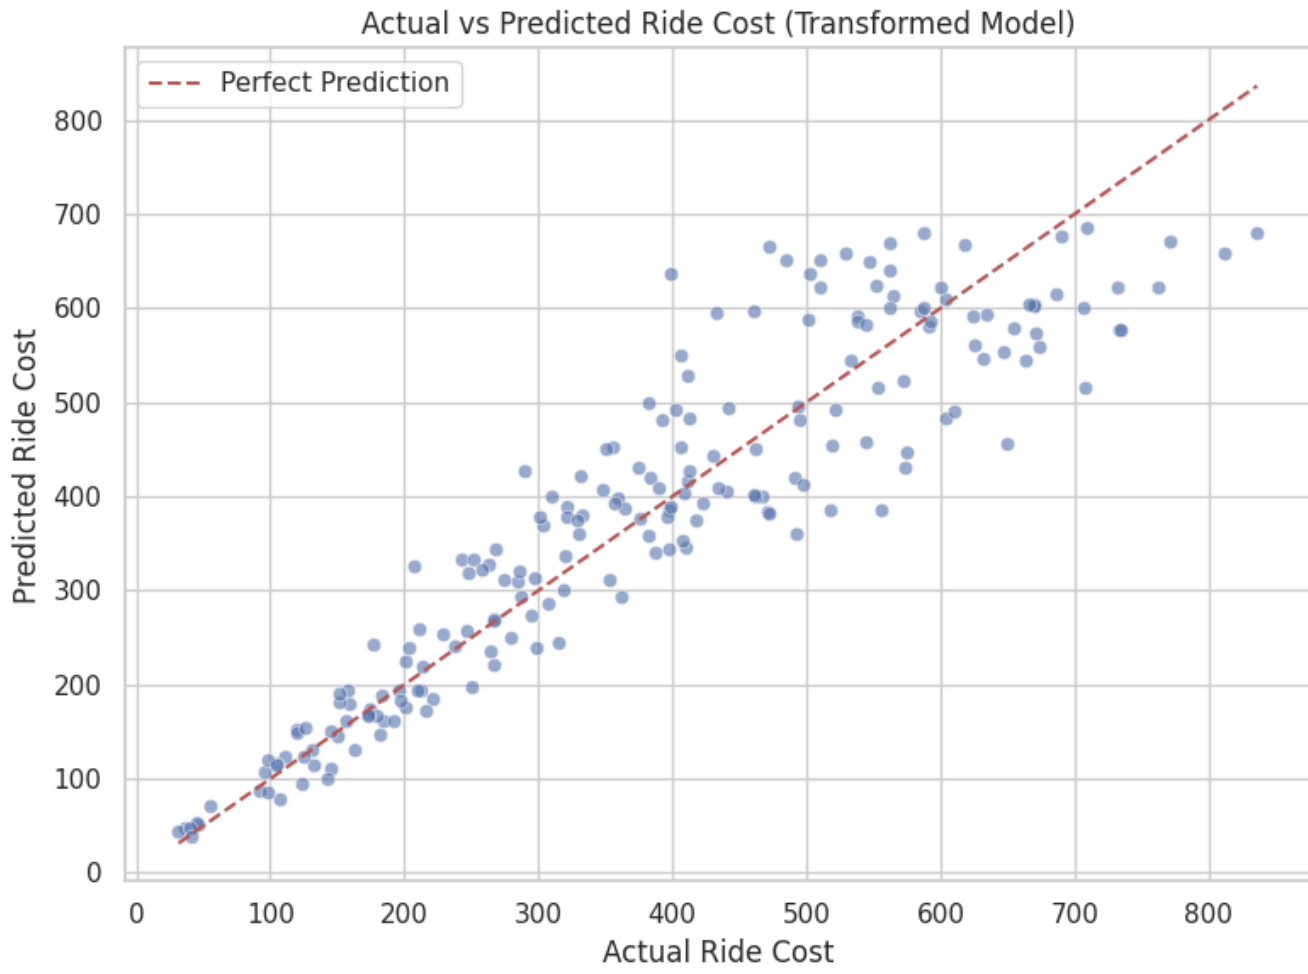 Actual vs Predicted Ride Cost (Transformed Model)
Perfect Prediction
800
700
600
500
400
300
200
100
0
Predicted Ride Cost
0 100 200 300 400 500 600 700 800
Actual Ride Cost